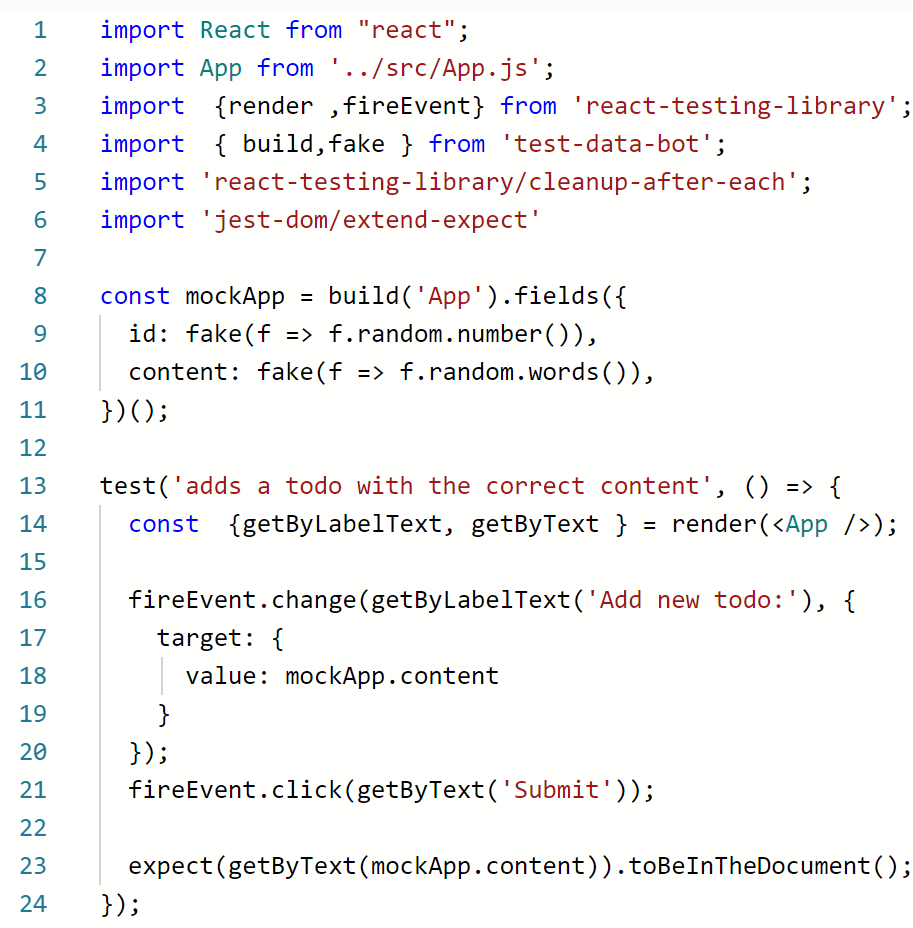 1 import React from "react";
2 import App from '../src/App.js';
3 import  {render ,fireEvent} from 'react-testing-library';
4 import  { build,fake } from 'test-data-bot';
5 import 'react-testing-library/cleanup-after-each';
6 import 'jest-dom/extend-expect'
7
8 const mockApp = build('App').fields({
9   id: fake(f => f.random.number()),
10   content: fake(f => f.random.words()),
11 })();
12
13 test('adds a todo with the correct content', () => {
14   const  {getByLabelText, getByText } = render(<App />);
15
16   fireEvent.change(getByLabelText('Add new todo:'), {
17     target: {
18       value: mockApp.content
19     }
20   });
21   fireEvent.click(getByText('Submit'));
22
23   expect(getByText(mockApp.content)).toBeInTheDocument();
24 });